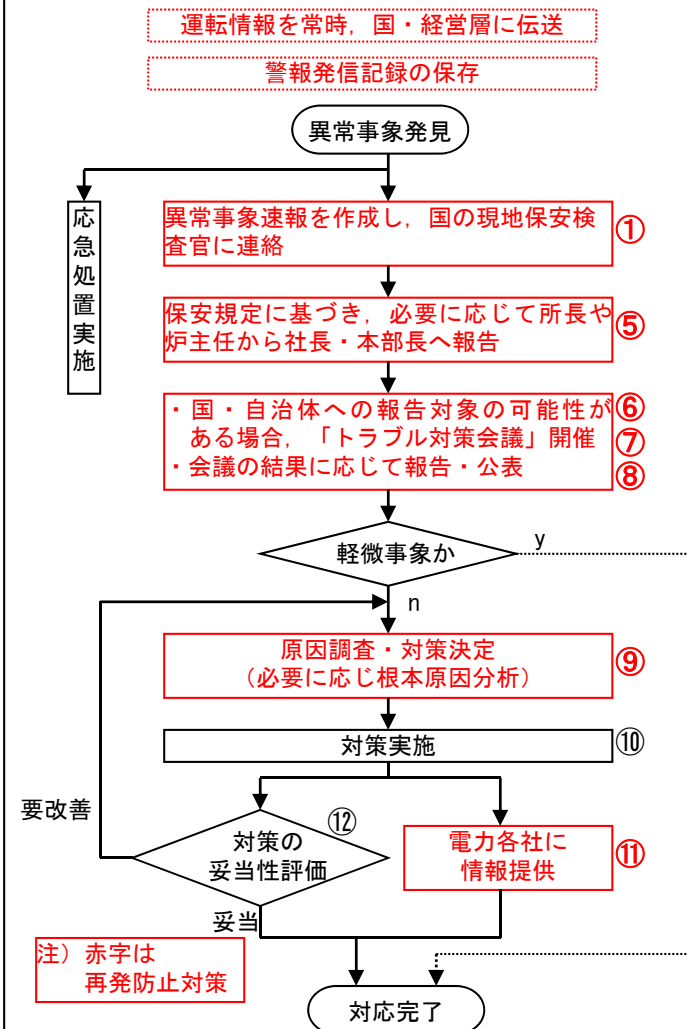 運転情報を常時，国・経営層に伝送
警報発信記録の保存
異常事象発見
応急処置実施
異常事象速報を作成し，国の現地保安検
査官に連絡
①
保安規定に基づき，必要に応じて所長や
炉主任から社長・本部長へ報告
⑤
・国・自治体への報告対象の可能性が
ある場合，「トラブル対策会議」開催
・会議の結果に応じて報告・公表
⑥
⑦
⑧
軽微事象か
y
n
原因調査・対策決定
（必要に応じ根本原因分析）
⑨
対策実施
⑩
要改善
対策の
妥当性評価
⑫
電力各社に
情報提供
⑪
妥当
注）赤字は
再発防止対策
対応完了